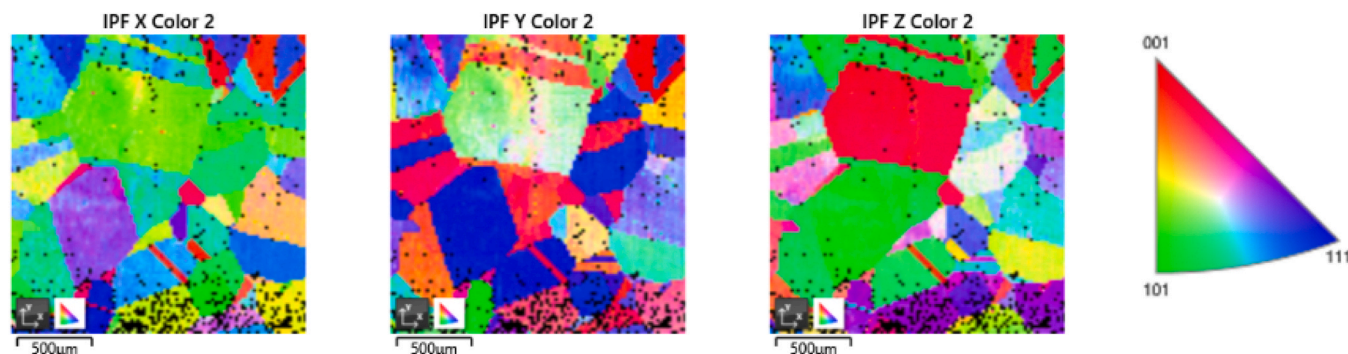 IPF X Color 2
IPF Y Color 2
IPF Z Color 2
001
111
101
Y
X
Y
X
Y
X
500µm
500µm
500µm